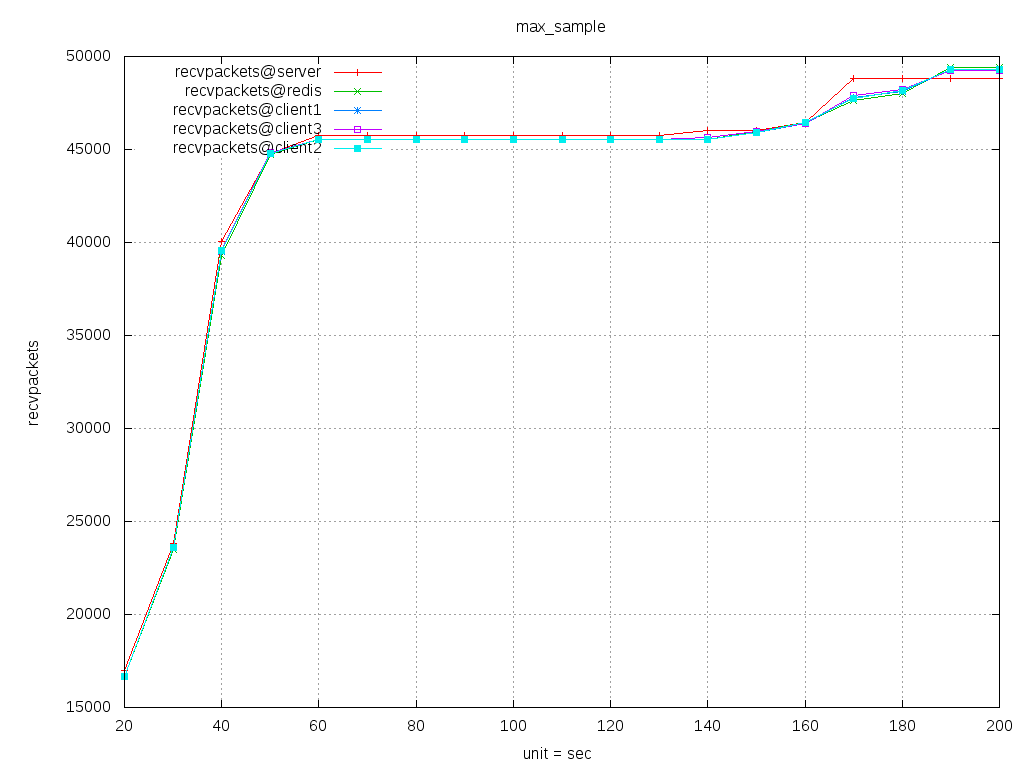 max_sample
50000
45000
40000
35000
30000
25000
20000
15000
recvpackets
recvpackets@server
recvpackets@redis
recvpackets@client1
recvpackets@client3
recvpackets@client2
20 40 60 80 100 120 140 160 180 200
unit = sec